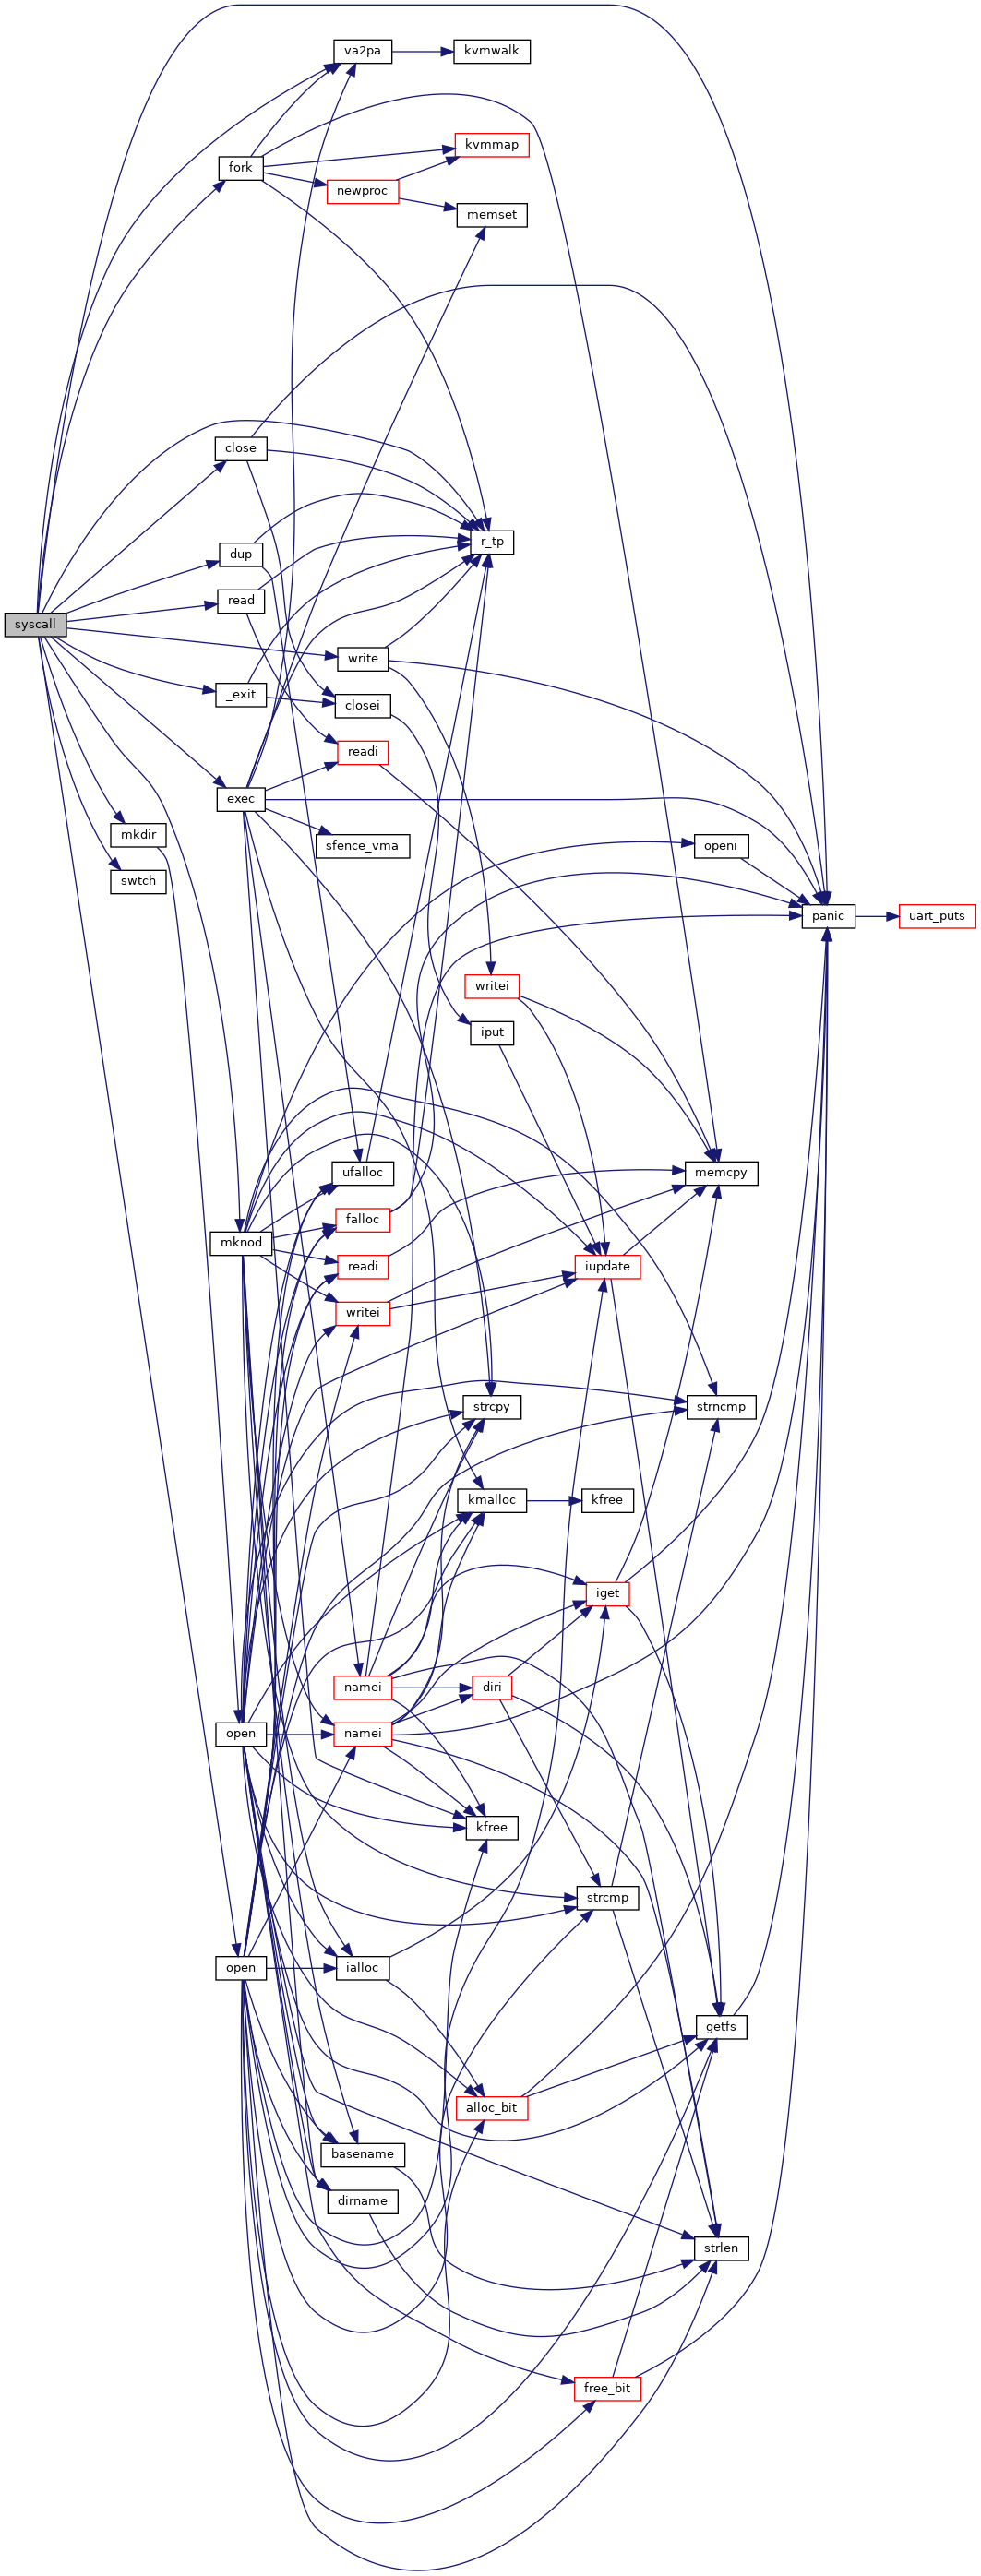 va2pa
kvmwalk
kvmmap
fork
newproc
memset
close
r_tp
dup
read
syscall
write
_exit
closei
readi
exec
mkdir
sfence_vma
openi
swtch
panic
uart_puts
writei
iput
ufalloc
memcpy
falloc
mknod
readi
iupdate
writei
strcpy
strncmp
kmalloc
kfree
iget
namei
diri
open
namei
kfree
strcmp
open
ialloc
getfs
alloc_bit
basename
dirname
strlen
free_bit